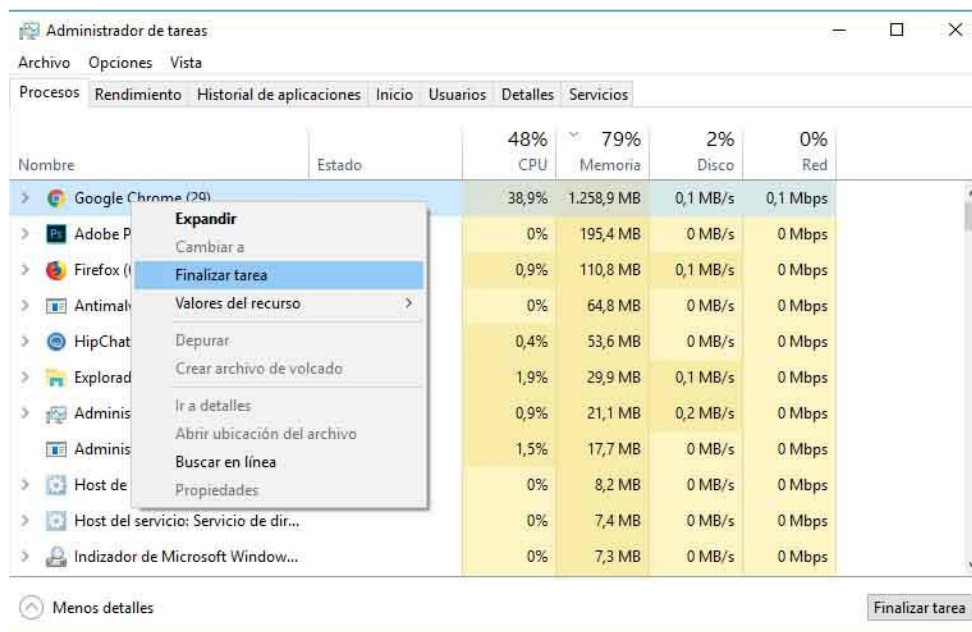 Administrador de tareas
Archivo Opciones Vista
Procesos Rendimiento Historial de aplicaciones Inicio Usuarios Detalles Servicios
48% 79% 2% 0%
Nombre Estado CPU Memoria Disco Red
Google Chrome (29) 38,9% 1.258,9 MB 0,1 MB/s 0,1 Mbps
Expandir
Adobe P 0% 195,4 MB 0 MB/s 0 Mbps
Cambiar a
Firefox ( 0,9% 110,8 MB 0,1 MB/s 0 Mbps
Finalizar tarea
Valores del recurso
Antimal 0% 64,8 MB 0 MB/s 0 Mbps
HipChat 0,4% 53,6 MB 0 MB/s 0 Mbps
Depurar
Crear archivo de volcado
Explorad 1,9% 29,9 MB 0,1 MB/s 0 Mbps
Ir a detalles
Adminis 0,9% 21,1 MB 0,2 MB/s 0 Mbps
Abrir ubicación del archivo
Adminis 1,5% 17,7 MB 0 MB/s 0 Mbps
Buscar en línea
Host de 0% 8,2 MB 0 MB/s 0 Mbps
Propiedades
Host del servicio: Servicio de dir... 0% 7,4 MB 0 MB/s 0 Mbps
Indizador de Microsoft Window... 0% 7,3 MB 0 MB/s 0 Mbps
Menos detalles Finalizar tarea